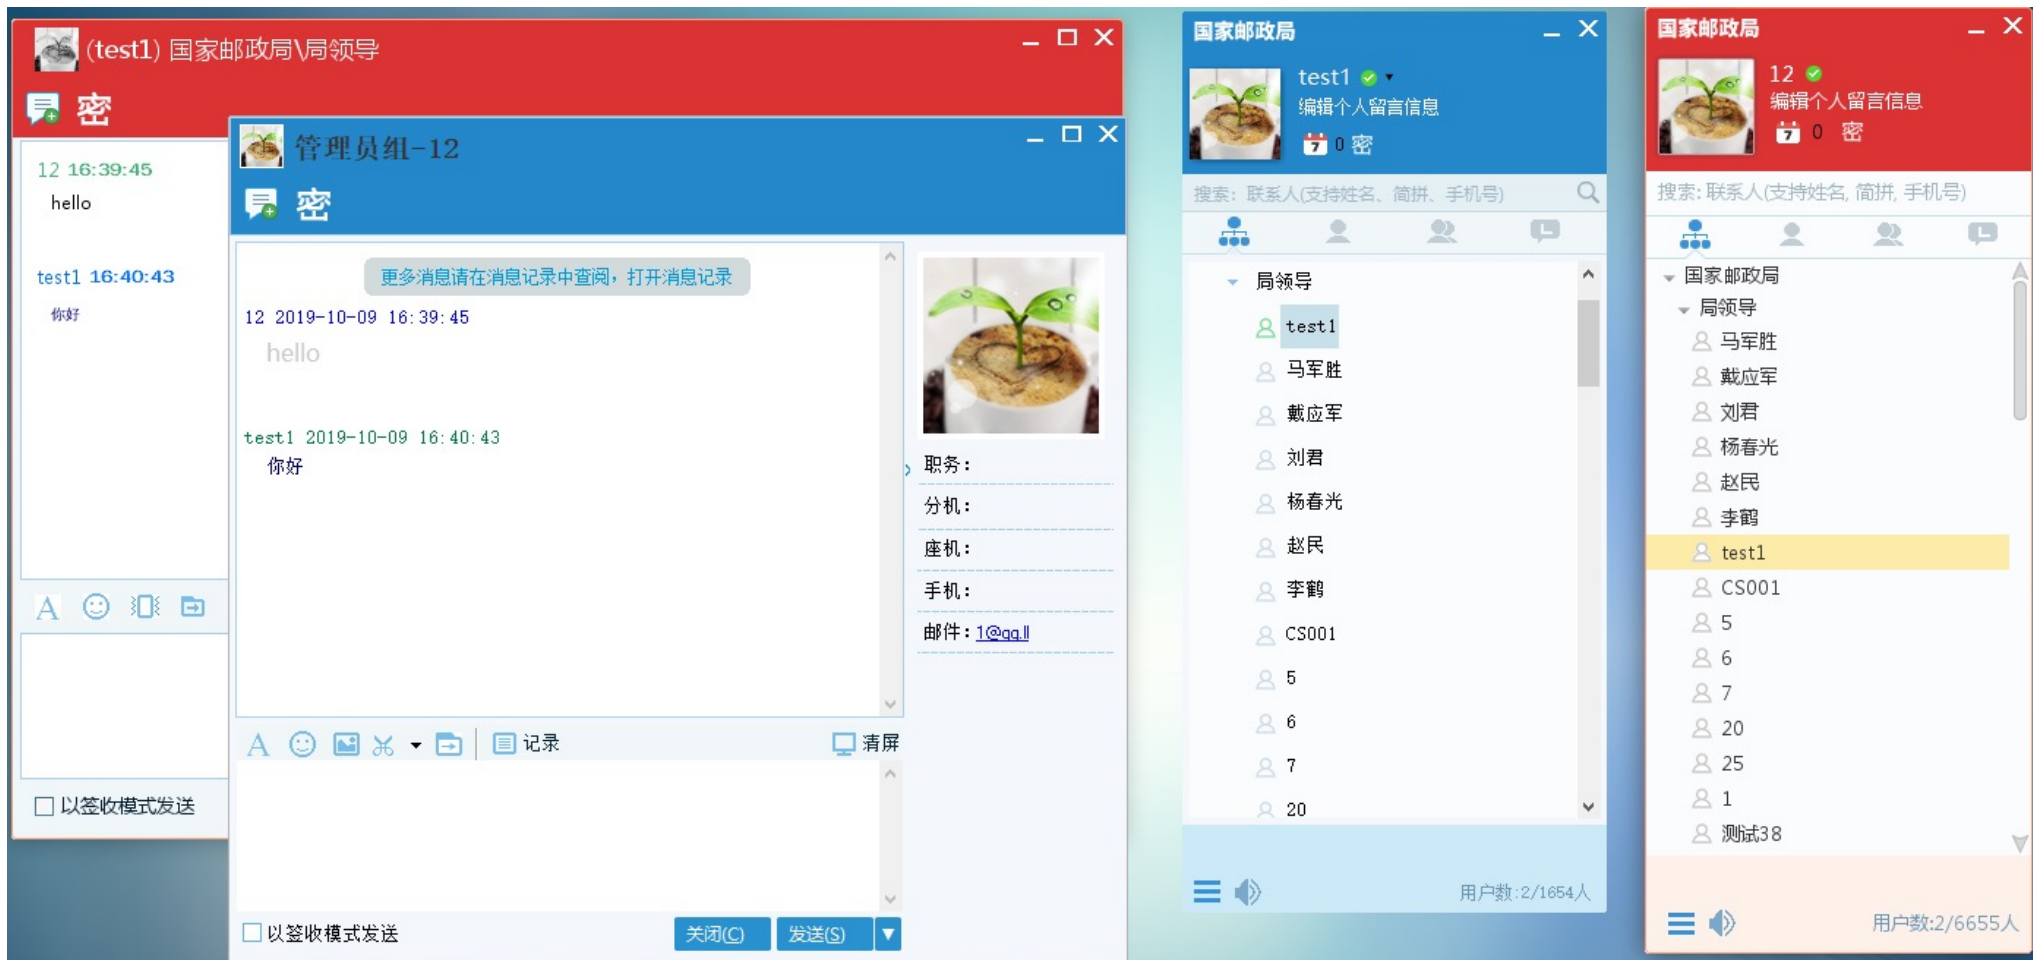 (test1) 国家邮政局\局领导
密
12 16:39:45
hello
test1 16:40:43
你好
以签收模式发送
管理员组-12
密
更多消息请在消息记录中查阅，打开消息记录
12 2019-10-09 16:39:45
hello
test1 2019-10-09 16:40:43
你好
A
记录
清屏
以签收模式发送
关闭(C)
发送(S)
职务：
分机：
座机：
手机：
邮件：1@qq.ll
国家邮政局
test1
编辑个人留言信息
7 0 密
搜索：联系人(支持姓名、简拼、手机号)
局领导
test1
马军胜
戴应军
刘君
杨春光
赵民
李鹤
CS001
5
6
7
20
用户数:2/1654人
国家邮政局
12
编辑个人留言信息
7 0 密
搜索:联系人(支持姓名, 简拼, 手机号)
国家邮政局
局领导
马军胜
戴应军
刘君
杨春光
赵民
李鹤
test1
CS001
5
6
7
20
25
1
测试38
用户数:2/6655人